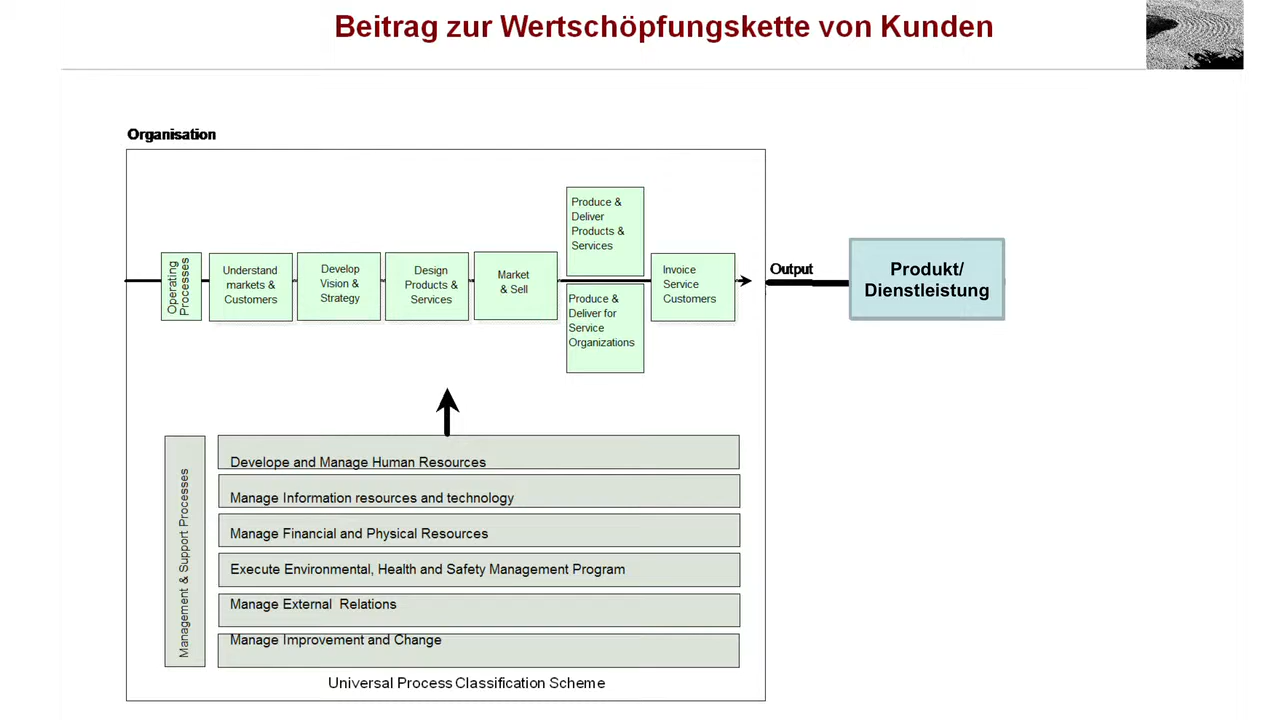 Beitrag zur Wertschöpfungskette von Kunden
Organisation
Operating
Processes
Understand
markets &
Customers
Develop
Vision &
Strategy
Design
Products &
Services
Market
& Sell
Produce &
Deliver
Products &
Services
Produce &
Deliver for
Service
Organizations
Invoice
Service
Customers
Output
Produkt/
Dienstleistung
Management & Support Processes
Develope and Manage Human Resources
Manage Information resources and technology
Manage Financial and Physical Resources
Execute Environmental, Health and Safety Management Program
Manage External Relations
Manage Improvement and Change
Universal Process Classification Scheme